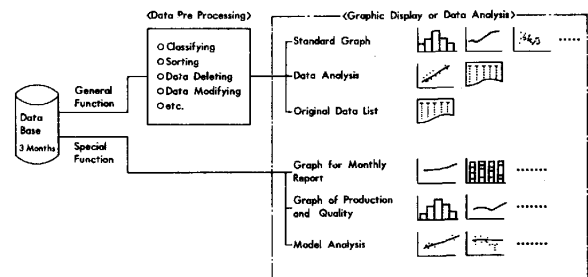 <Data Pre Processing>
<Graphic Display or Data Analysis>
Classifying
Sorting
Data Deleting
Data Modifying
etc.
Standard Graph
Data Analysis
Original Data List
General
Function
Data
Base
3 Months
Special
Function
Graph for Monthly
Report
Graph of Production
and Quality
Model Analysis